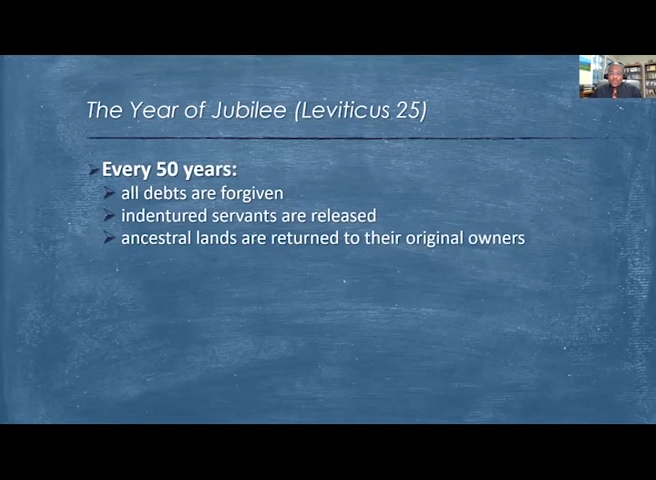 The Year of Jubilee (Leviticus 25)
Every 50 years:
all debts are forgiven
indentured servants are released
ancestral lands are returned to their original owners